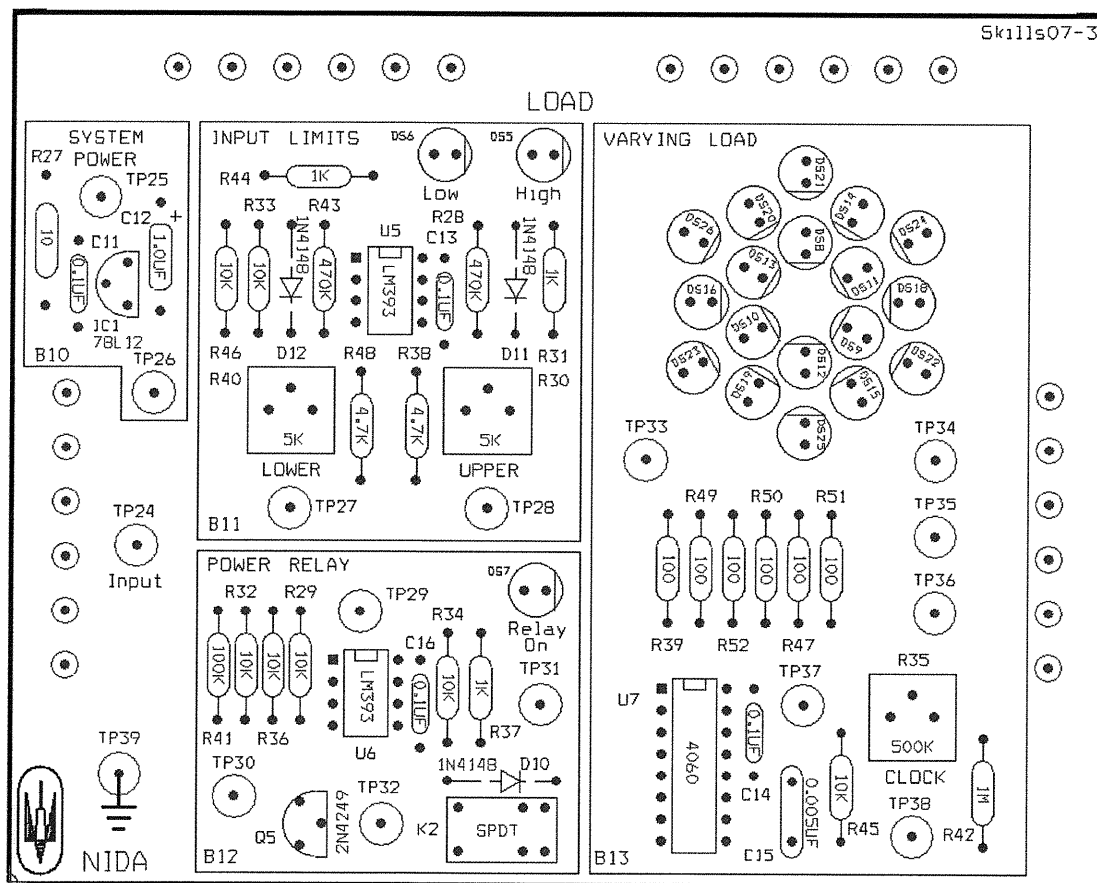 Skills07-3
LOAD
SYSTEM
POWER
R27
TP25
C12
+
C11
10
0.1UF
1.0UF
IC1
78L12
B10
TP26
INPUT LIMITS
DS6
DS5
Low
High
R44
1K
R33
R43
1N4148
U5
R28
C13
1N4148
10K
10K
470K
LM393
0.1UF
470K
1K
R46
D12
R48
R38
D11
R31
R40
R30
5K
4.7K
4.7K
5K
LOWER
UPPER
TP27
TP28
B11
TP24
Input
POWER RELAY
DS7
R32
R29
TP29
R34
Relay
On
C16
TP31
100K
10K
10K
10K
LM393
0.1UF
10K
1K
R41
R36
U6
R37
TP39
TP30
1N4148
D10
TP32
Q5
2N4249
K2
SPDT
B12
NIDA
VARYING LOAD
DS21
DS20
DS14
DS26
DS8
DS24
DS13
DS11
DS16
DS18
DS10
DS9
DS23
DS12
DS22
DS19
DS15
DS25
TP33
TP34
R49
R50
R51
TP35
100
100
100
100
100
100
TP36
R39
R52
R47
TP37
R35
U7
4060
0.1UF
500K
CLOCK
C14
0.005UF
10K
1M
TP38
C15
R45
R42
B13